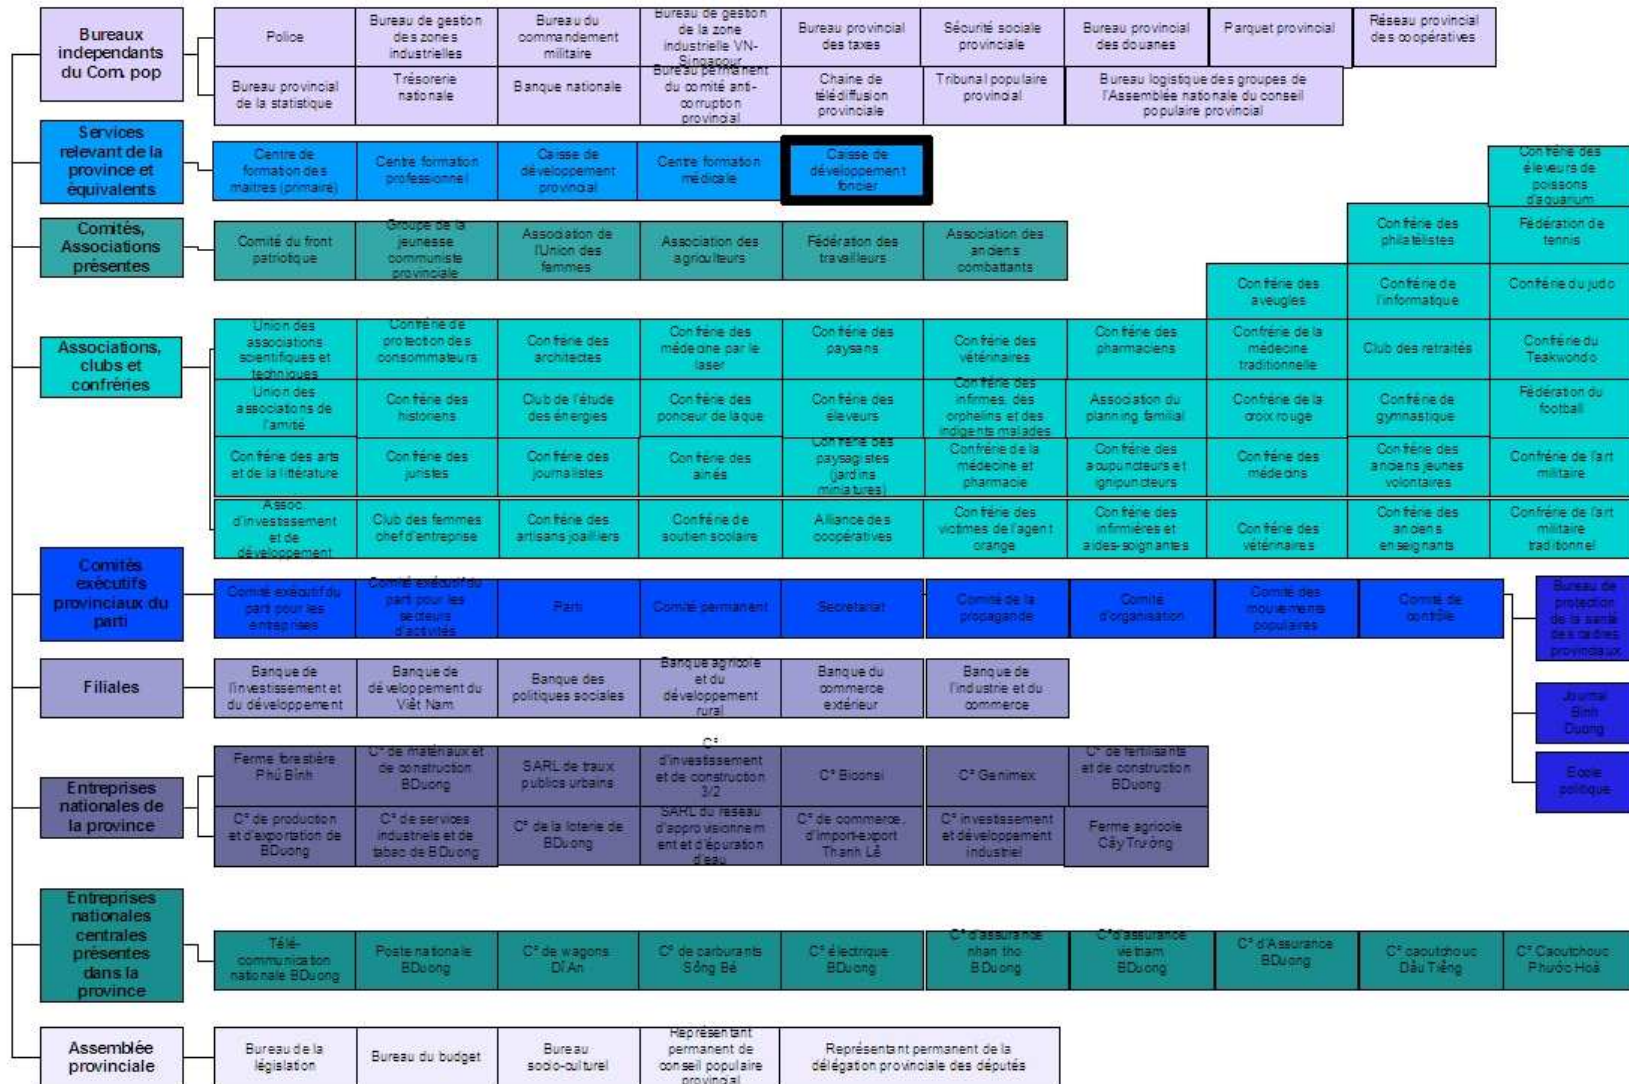 Bureaux
independants
du Com. pop
Police
Bureau de gestion
des zones
industrielles
Bureau du
commandement
militaire
Bureau de gestion
de la zone
industrielle VN-
Singapour
Bureau provincial
des taxes
Sécurité sociale
provinciale
Bureau provincial
des douanes
Parquet provincial
Réseau provincial
des coopératives
Bureau provincial
de la statistique
Trésorerie
nationale
Banque nationale
Bureau permanent
du comité anti-
corruption
provincial
Chaine de
télédiffusion
provinciale
Tribunal populaire
provincial
Bureau logistique des groupes de
l'Assemblée nationale du conseil
populaire provincial
Services
relevant de la
province et
équivalents
Centre de
formation des
maitres (primaire)
Centre formation
professionnel
Caisse de
développement
provincial
Centre formation
médicale
Caisse de
développement
foncier
Comités,
Associations
présentes
Comité du front
patriotique
Groupe de la
jeunesse
communiste
provinciale
Association de
l'Union des
femmes
Association des
agriculteurs
Fédération des
travailleurs
Association des
anciens
combattants
Confrérie des
éleveurs de
poissons
d'aquarium
Confrérie des
philatélistes
Fédération de
tennis
Confrérie des
aveugles
Confrérie de
l'informatique
Confrérie du judo
Associations,
clubs et
confréries
Union des
associations
scientifiques et
techniques
Confrérie de
protection des
consommateurs
Confrérie des
architectes
Confrérie des
médecine par le
laser
Confrérie des
paysans
Confrérie des
vétérinaires
Confrérie des
pharmaciens
Confrérie de la
médecine
traditionnelle
Club des retraités
Confrérie du
Teakwondo
Union des
associations de
l'amitié
Confrérie des
historiens
Club de l'étude
des énergies
Confrérie des
ponceur de laque
Confrérie des
éleveurs
Confrérie des
infirmes, des
orphelins et des
indigents malades
Association du
planning familial
Confrérie de la
croix rouge
Confrérie de
gymnastique
Fédération du
football
Confrérie des arts
et de la littérature
Confrérie des
juristes
Confrérie des
journalistes
Confrérie des
ainés
Confrérie des
paysagistes
(jardins
miniatures)
Confrérie de la
médecine et
pharmacie
Confrérie des
acupuncteurs et
ignipuncteurs
Confrérie des
médecins
Confrérie des
anciens jeunes
volontaires
Confrérie de l'art
militaire
Assoc.
d'investissement
et de
développement
Club des femmes
chef d'entreprise
Confrérie des
artisans joailliers
Confrérie de
soutien scolaire
Alliance des
coopératives
Confrérie des
victimes de l'agent
orange
Confrérie des
infirmières et
aides-soignantes
Confrérie des
vétérinaires
Confrérie des
anciens
enseignants
Confrérie de l'art
militaire
traditionnel
Comités
exécutifs
provinciaux du
parti
Comité exécutif du
parti pour les
entreprises
Comité exécutif du
parti pour les
secteurs
d'activités
Parti
Comité permanent
Secrétariat
Comité de la
propagande
Comité
d'organisation
Comité des
mouvements
populaires
Comité de
contrôle
Bureau de
protection
de la santé
des cadres
provinciaux
Journal
Binh
Duong
Ecole
politique
Filiales
Banque de
l'investissement et
du développement
Banque de
développement du
Viêt Nam
Banque des
politiques sociales
Banque agricole
et du
développement
rural
Banque du
commerce
extérieur
Banque de
l'industrie et du
commerce
Entreprises
nationales de
la province
Ferme forestière
Phú Bình
C° de matériaux et
de construction
BDuong
SARL de traux
publics urbains
C°
d'investissement
et de construction
3/2
C° Biconsi
C° Genimex
C° de fertilisants
et de construction
BDuong
C° de production
et d'exportation de
BDuong
C° de services
industriels et de
tabac de BDuong
C° de la loterie de
BDuong
SARL du réseau
d'approvisionnem
ent et d'épuration
d'eau
C° de commerce,
d'import-export
Thanh Lễ
C° investissement
et développement
industriel
Ferme agricole
Cây Trường
Entreprises
nationales
centrales
présentes
dans la
province
Télé-
communication
nationale BDuong
Poste nationale
BDuong
C° de wagons
Dĩ An
C° de carburants
Sông Bé
C° électrique
BDuong
C° d'assurance
nhan tho
BDuong
C° d'assurance
vietnam
BDuong
C° d'Assurance
BDuong
C° caoutchouc
Dầu Tiếng
C° Caoutchouc
Phước Hoà
Assemblée
provinciale
Bureau de la
législation
Bureau du budget
Bureau
socio-culturel
Représentant
permanent de
conseil populaire
provincial
Représentant permanent de la
délégation provinciale des députés